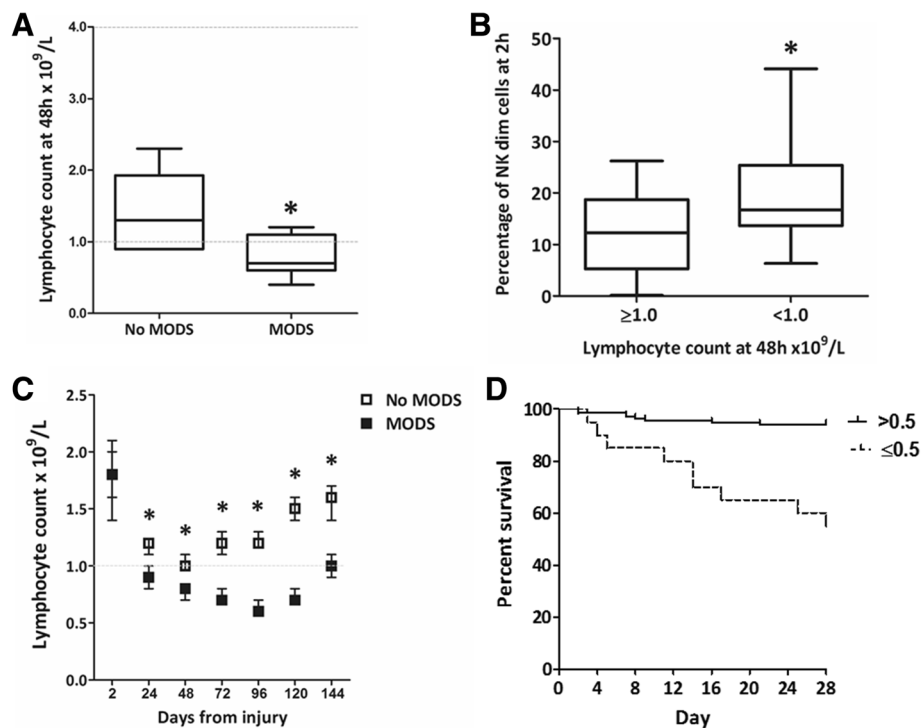 A
Lymphocyte count at 48h x 10⁹/L
4.0
3.0
2.0
1.0
0.0
*
No MODS
MODS
B
Percentage of NK dim cells at 2h
50
40
30
20
10
0
*
≥1.0
<1.0
Lymphocyte count at 48h x10⁹/L
C
Lymphocyte count x 10⁹/L
2.5
2.0
1.5
1.0
0.5
0.0
No MODS
MODS
* * * * * *
2 24 48 72 96 120 144
Days from injury
D
Percent survival
100
80
60
40
20
0
>0.5
≤0.5
0 4 8 12 16 20 24 28
Day